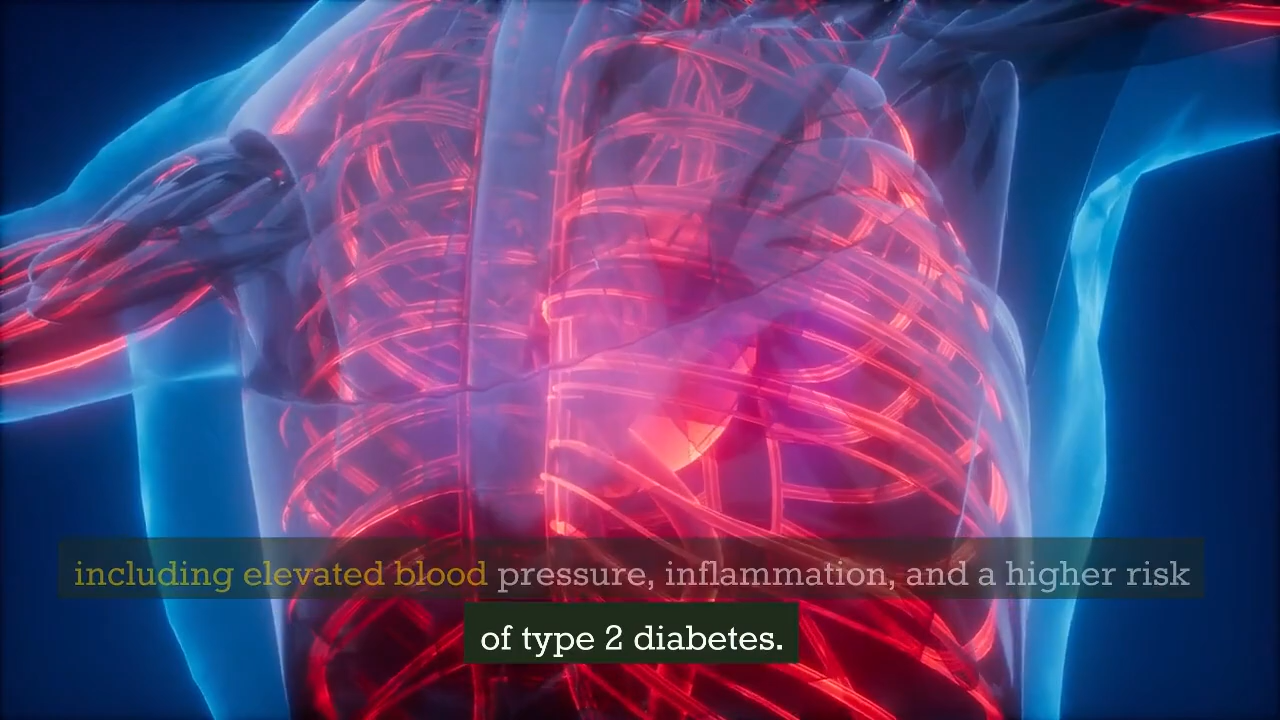 including elevated blood pressure, inflammation, and a higher risk
of type 2 diabetes.